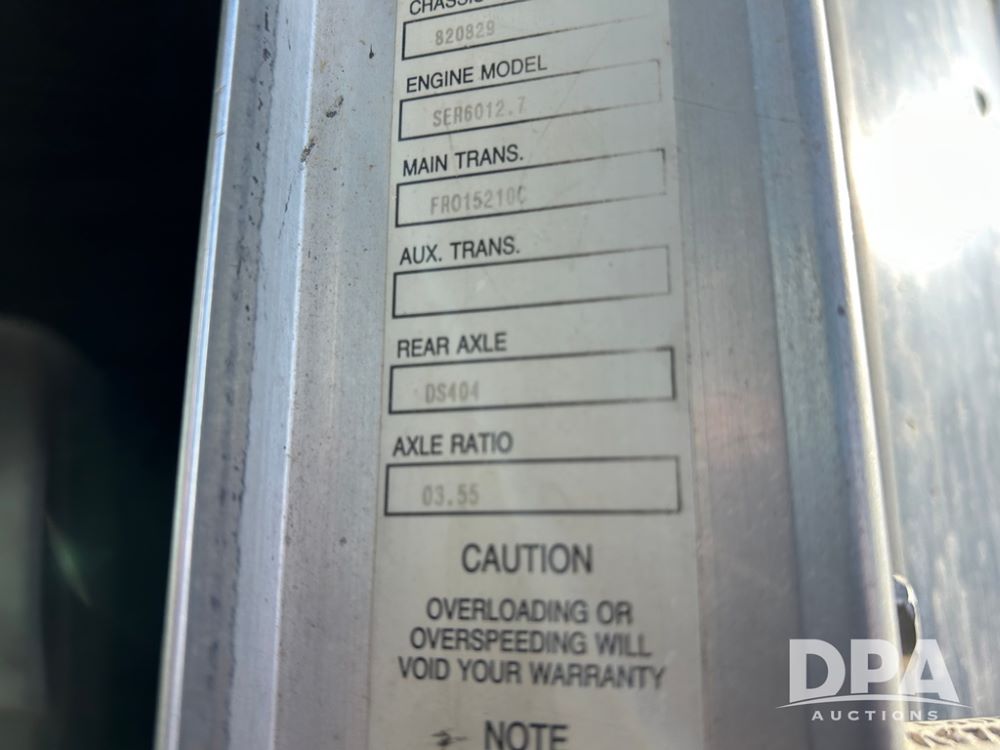 CHASSIS
820829
ENGINE MODEL
SER6012.7
MAIN TRANS.
FRO15210C
AUX. TRANS.
REAR AXLE
DS404
AXLE RATIO
03.55
CAUTION
OVERLOADING OR
OVERSPEEDING WILL
VOID YOUR WARRANTY
NOTE
DPA
AUCTIONS